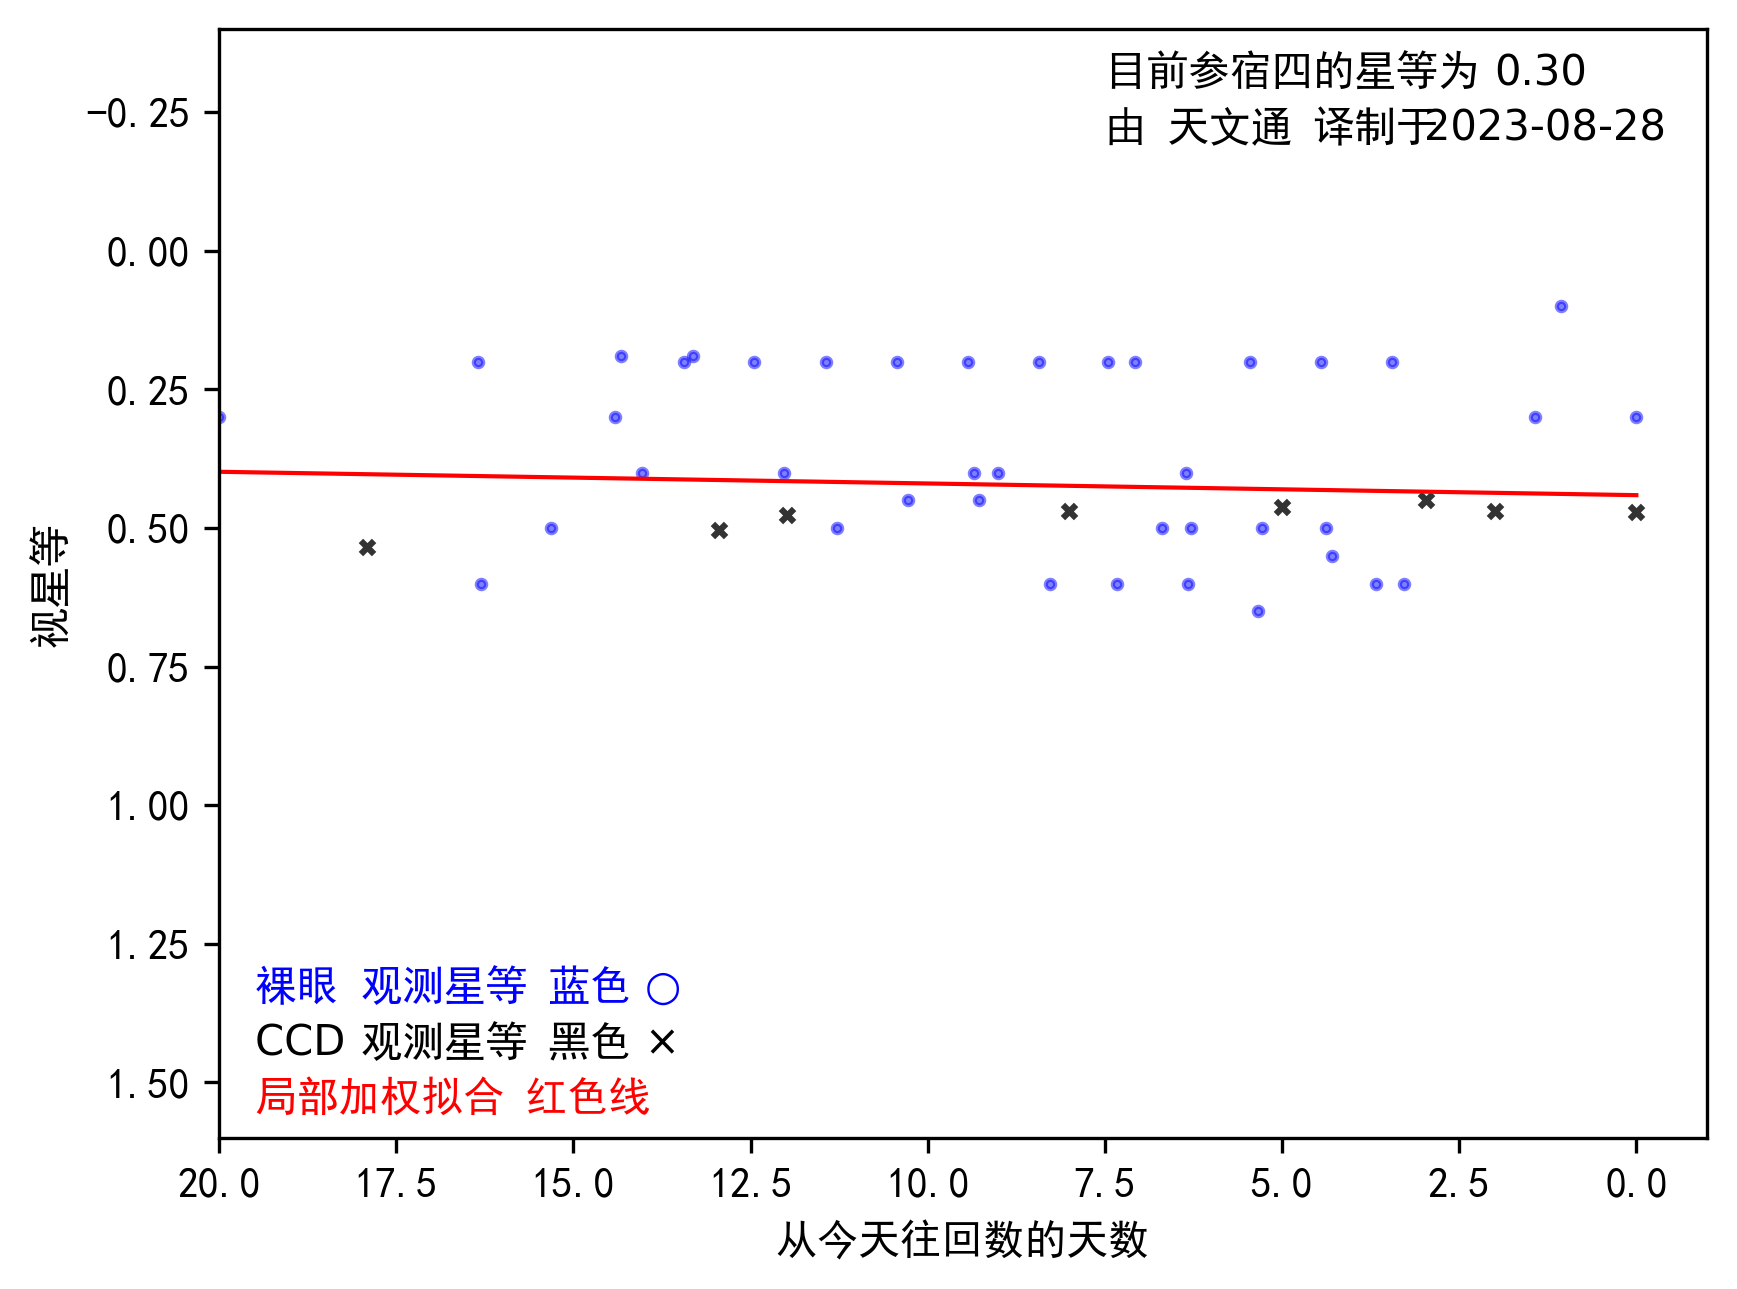 目前参宿四的星等为 0.30
由 天文通 译制于2023-08-28
−0.25
0.00
0.25
0.50
0.75
1.00
1.25
1.50
视星等
裸眼 观测星等 蓝色 ○
CCD 观测星等 黑色 ×
局部加权拟合 红色线
20.0 17.5 15.0 12.5 10.0 7.5 5.0 2.5 0.0
从今天往回数的天数